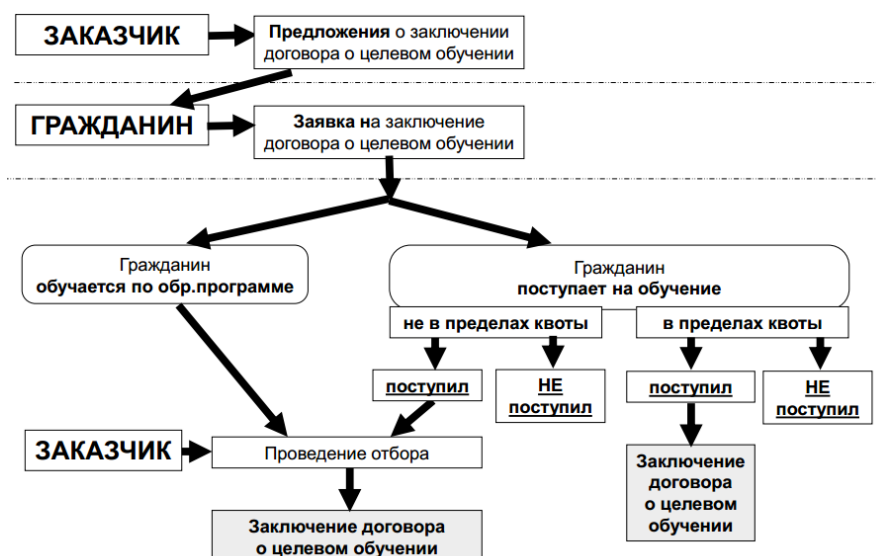 ЗАКАЗЧИК
Предложения о заключении
договора о целевом обучении
ГРАЖДАНИН
Заявка на заключение
договора о целевом обучении
Гражданин
обучается по обр.программе
Гражданин
поступает на обучение
не в пределах квоты
в пределах квоты
поступил
НЕ
поступил
поступил
НЕ
поступил
ЗАКАЗЧИК
Проведение отбора
Заключение
договора
о целевом
обучении
Заключение договора
о целевом обучении